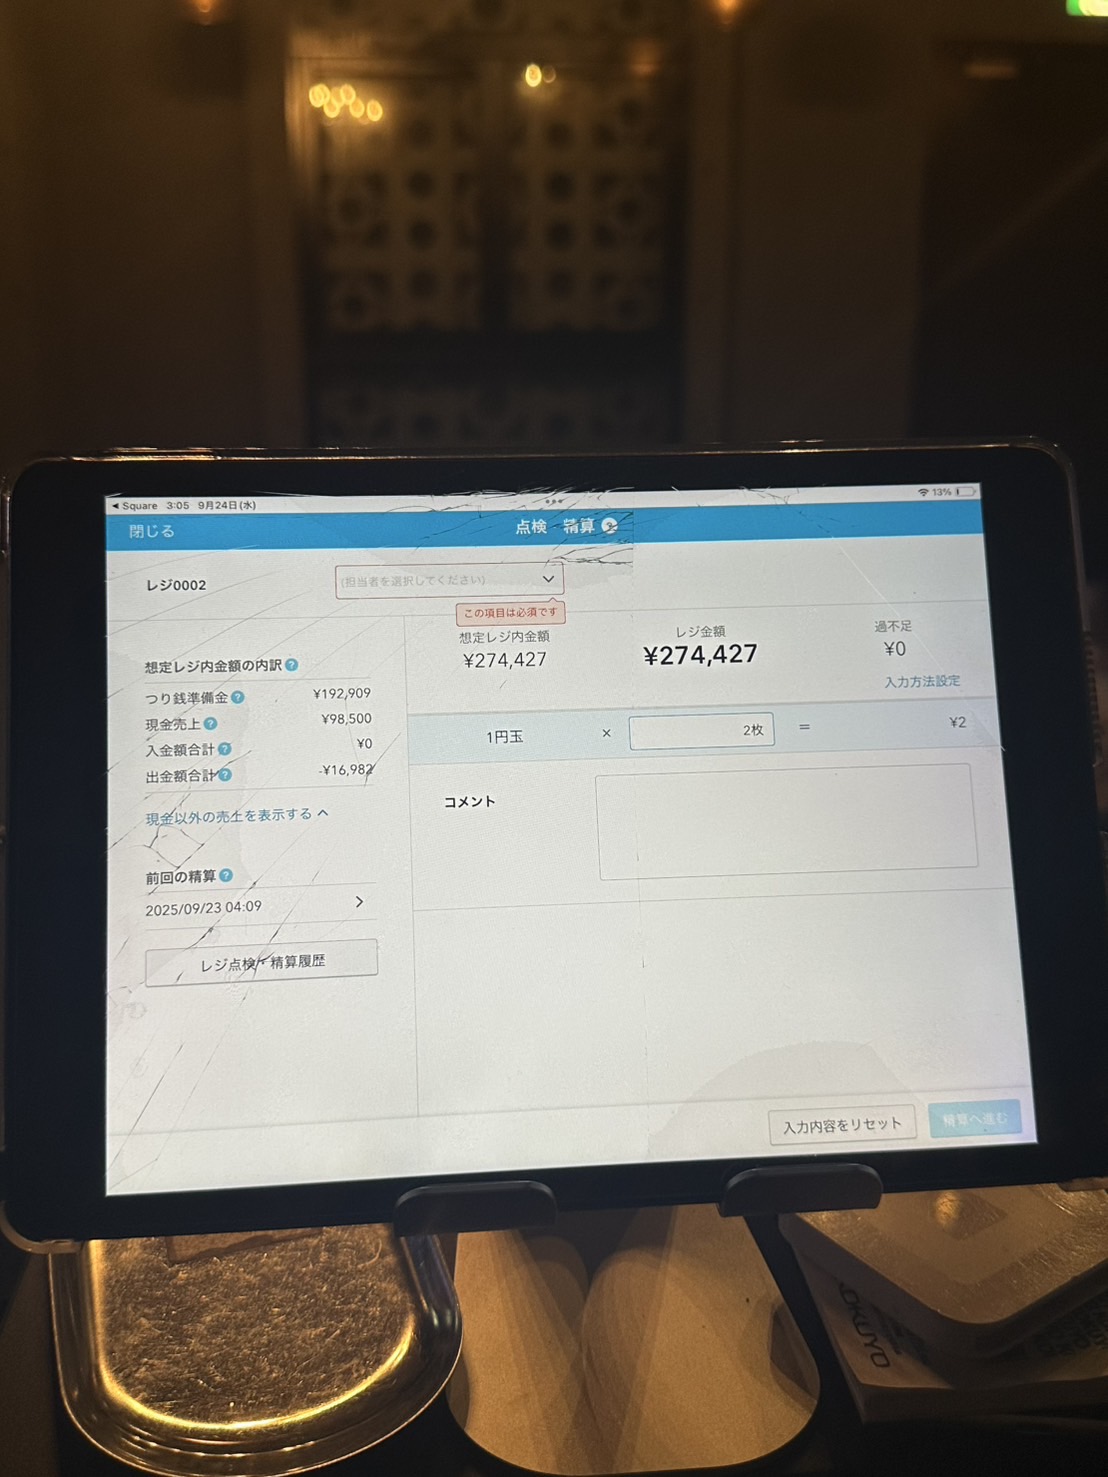 ◀ Square 3:05 9月24日(水)
13%
閉じる
点検・精算 ?
レジ0002
(担当者を選択してください)
この項目は必須です
想定レジ内金額
¥274,427
レジ金額
¥274,427
過不足
¥0
入力方法設定
想定レジ内金額の内訳 ?
つり銭準備金 ? ¥192,909
現金売上 ? ¥98,500
入金額合計 ? ¥0
出金額合計 ? -¥16,982
現金以外の売上を表示する
1円玉 × 2枚 = ¥2
コメント
前回の精算 ?
2025/09/23 04:09
レジ点検・精算履歴
入力内容をリセット
精算へ進む
KOKUYO